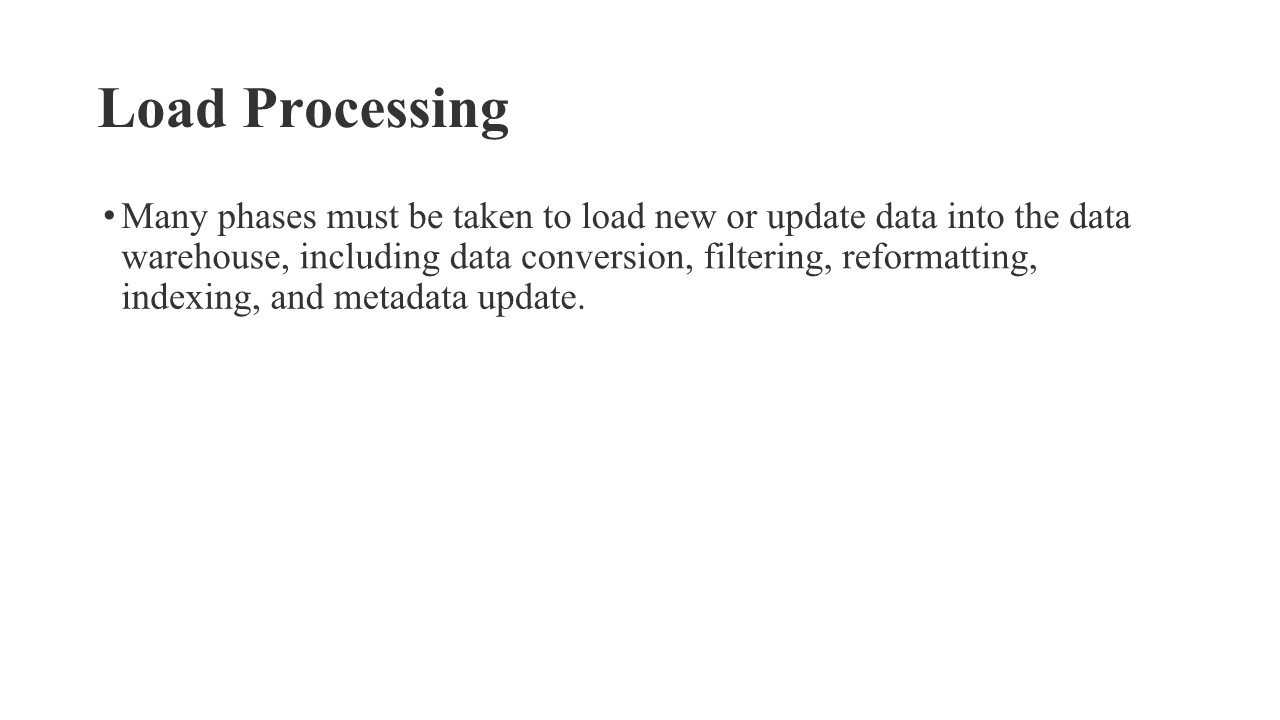 Load Processing
• Many phases must be taken to load new or update data into the data
warehouse, including data conversion, filtering, reformatting,
indexing, and metadata update.